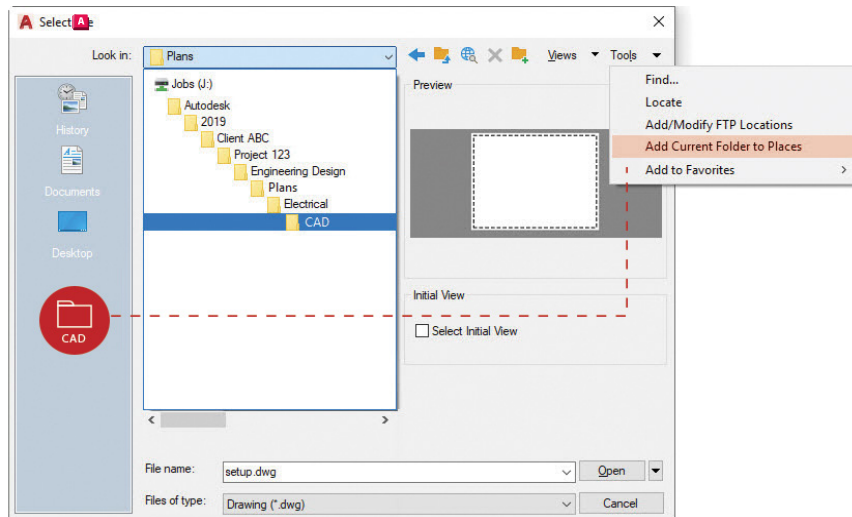 Select e
Look in:
Plans
Views
Tools
Find...
Locate
Add/Modify FTP Locations
Add Current Folder to Places
Add to Favorites
History
Documents
Desktop
CAD
Jobs (J:)
Autodesk
2019
Client ABC
Project 123
Engineering Design
Plans
Electrical
CAD
Preview
Initial View
Select Initial View
File name:
setup.dwg
Open
Files of type:
Drawing (*.dwg)
Cancel